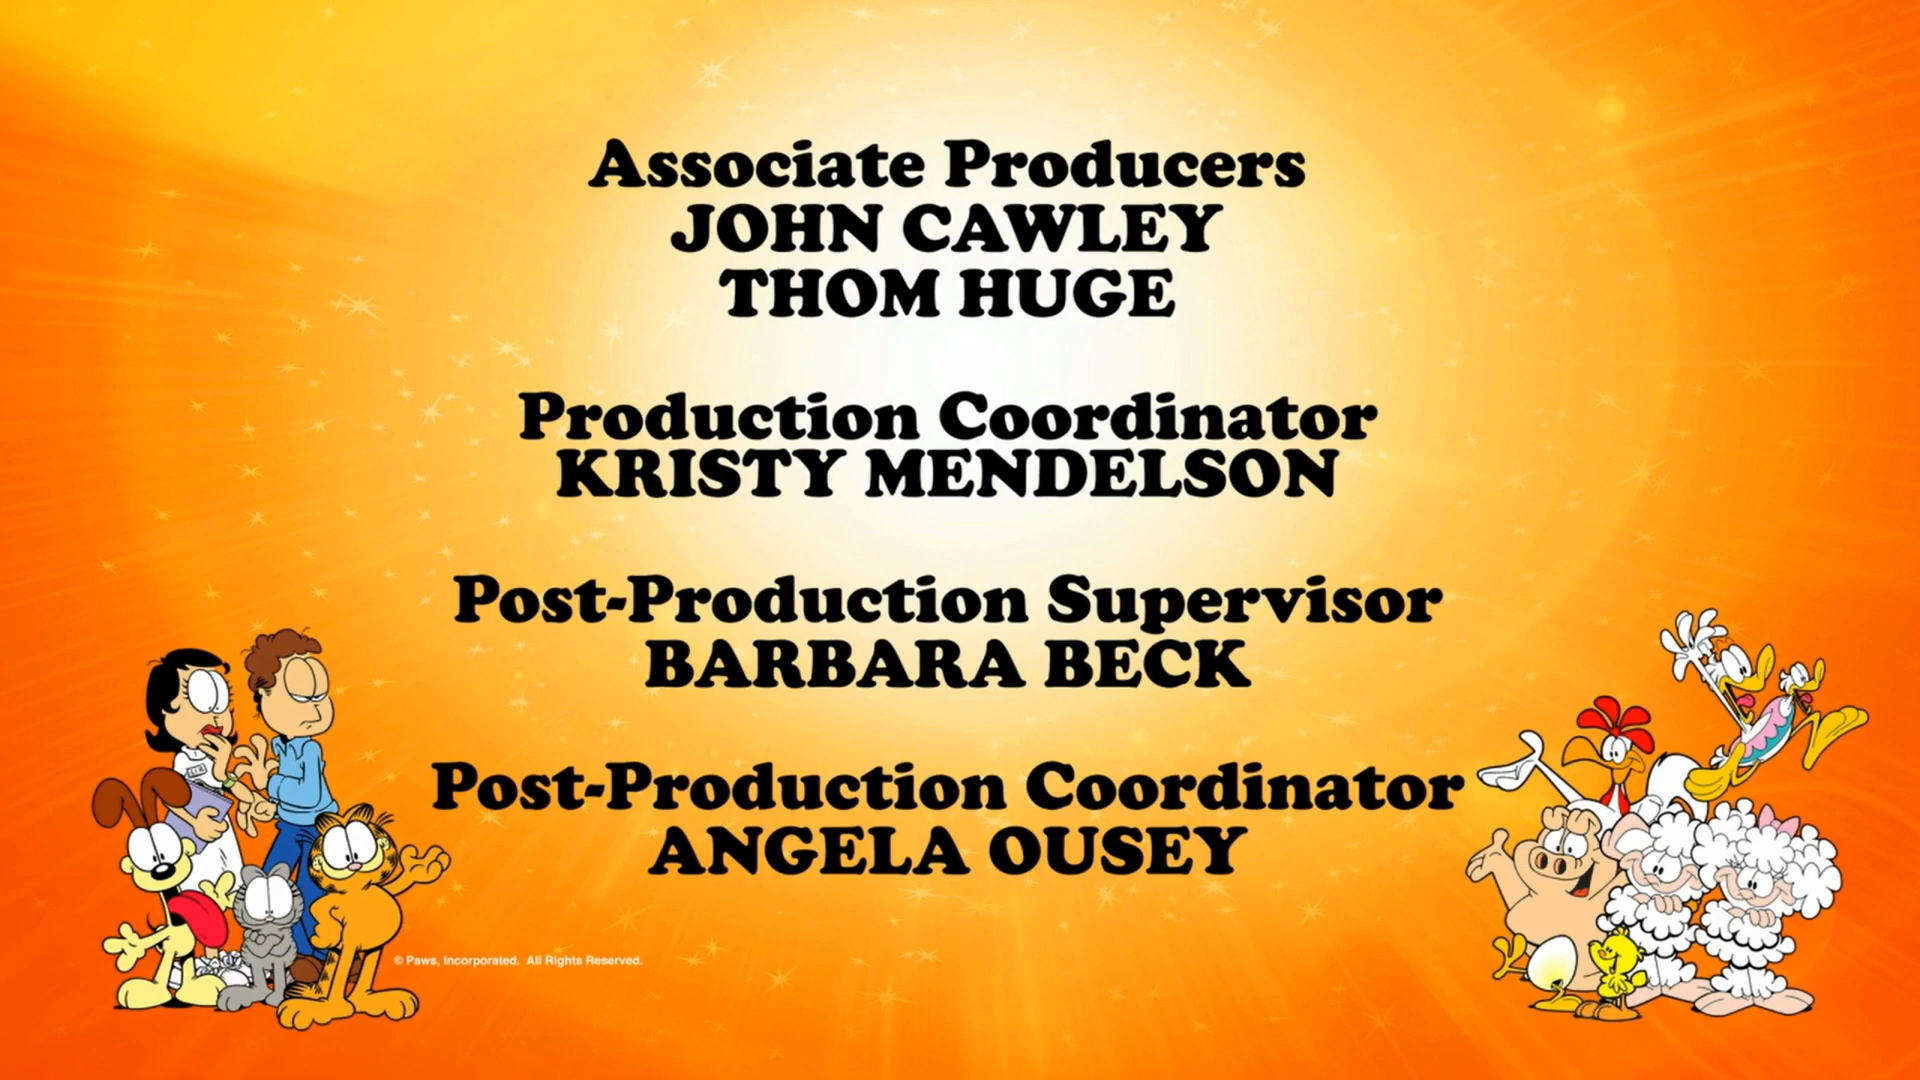 Associate Producers
JOHN CAWLEY
THOM HUGE
Production Coordinator
KRISTY MENDELSON
Post-Production Supervisor
BARBARA BECK
Post-Production Coordinator
ANGELA OUSEY
© Paws, Incorporated. All Rights Reserved.